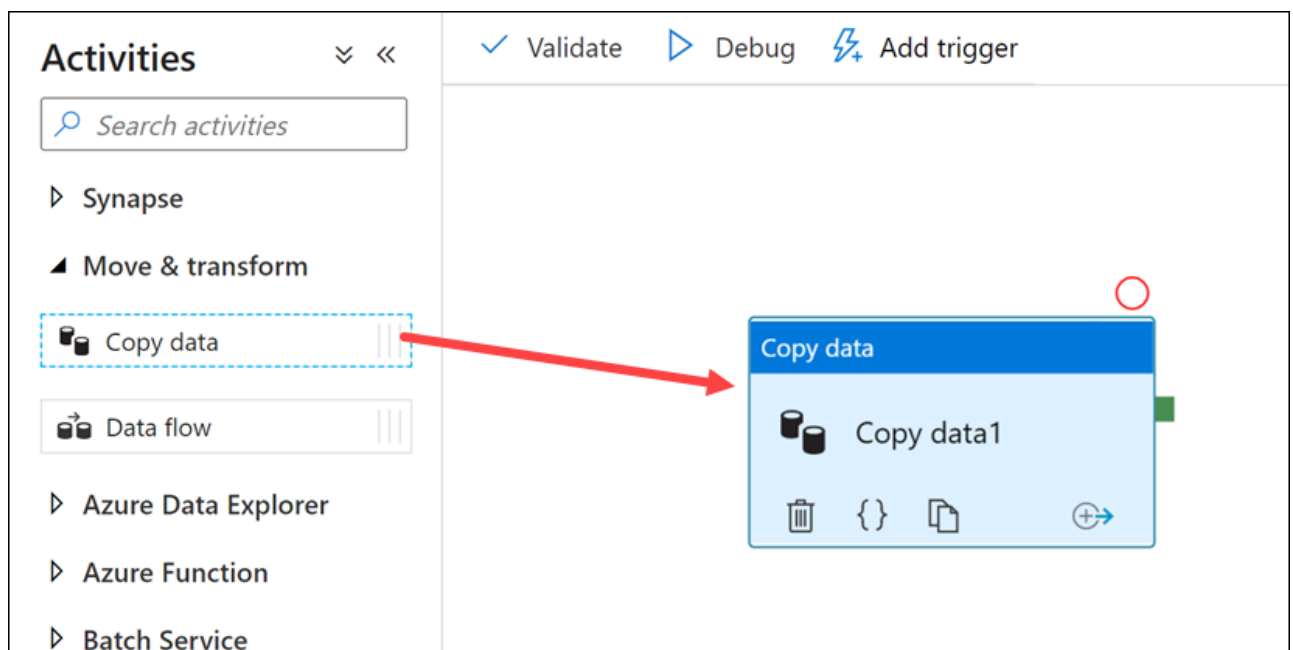 Activities
Search activities
Synapse
Move & transform
Copy data
Data flow
Azure Data Explorer
Azure Function
Batch Service
Validate Debug Add trigger
Copy data
Copy data1
{}